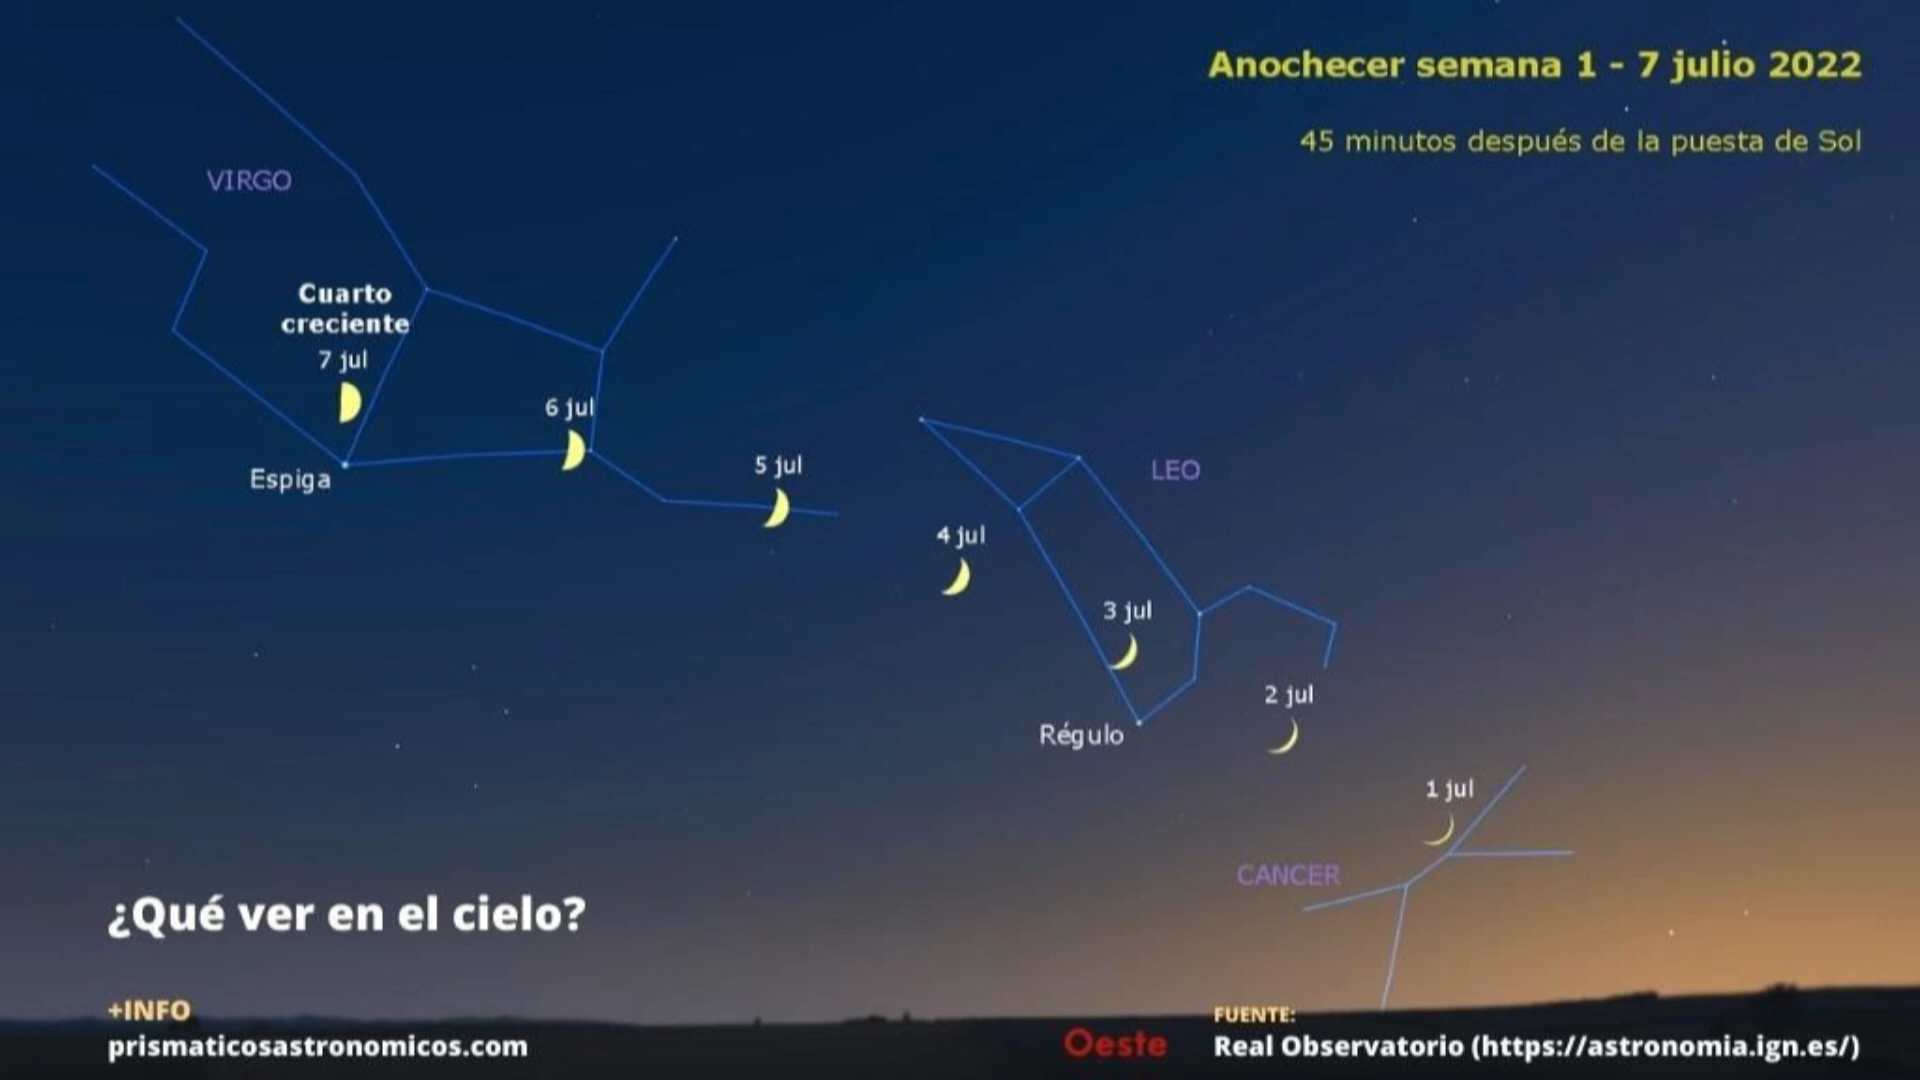 Anochecer semana 1 - 7 julio 2022
45 minutos después de la puesta de Sol
VIRGO
Cuarto
creciente
7 jul
6 jul
5 jul
Espiga
LEO
4 jul
3 jul
2 jul
Régulo
1 jul
CANCER
¿Qué ver en el cielo?
+INFO
prismaticosastronomicos.com
Oeste
FUENTE:
Real Observatorio (https://astronomia.ign.es/)